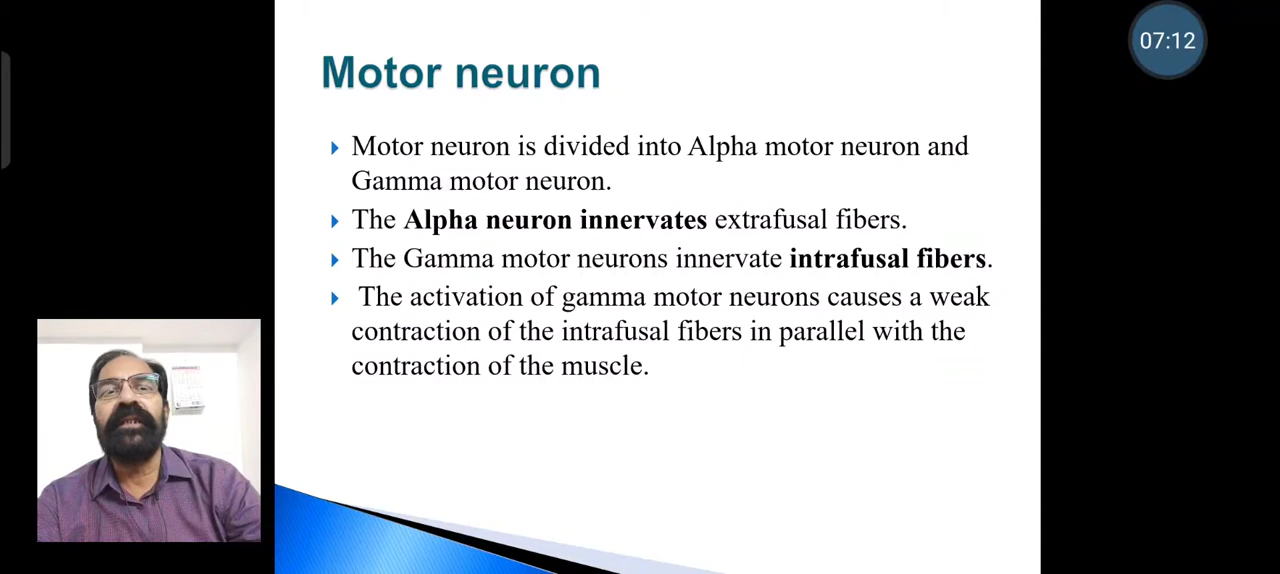 07:12
Motor neuron
Motor neuron is divided into Alpha motor neuron and
Gamma motor neuron.
The Alpha neuron innervates extrafusal fibers.
The Gamma motor neurons innervate intrafusal fibers.
The activation of gamma motor neurons causes a weak
contraction of the intrafusal fibers in parallel with the
contraction of the muscle.